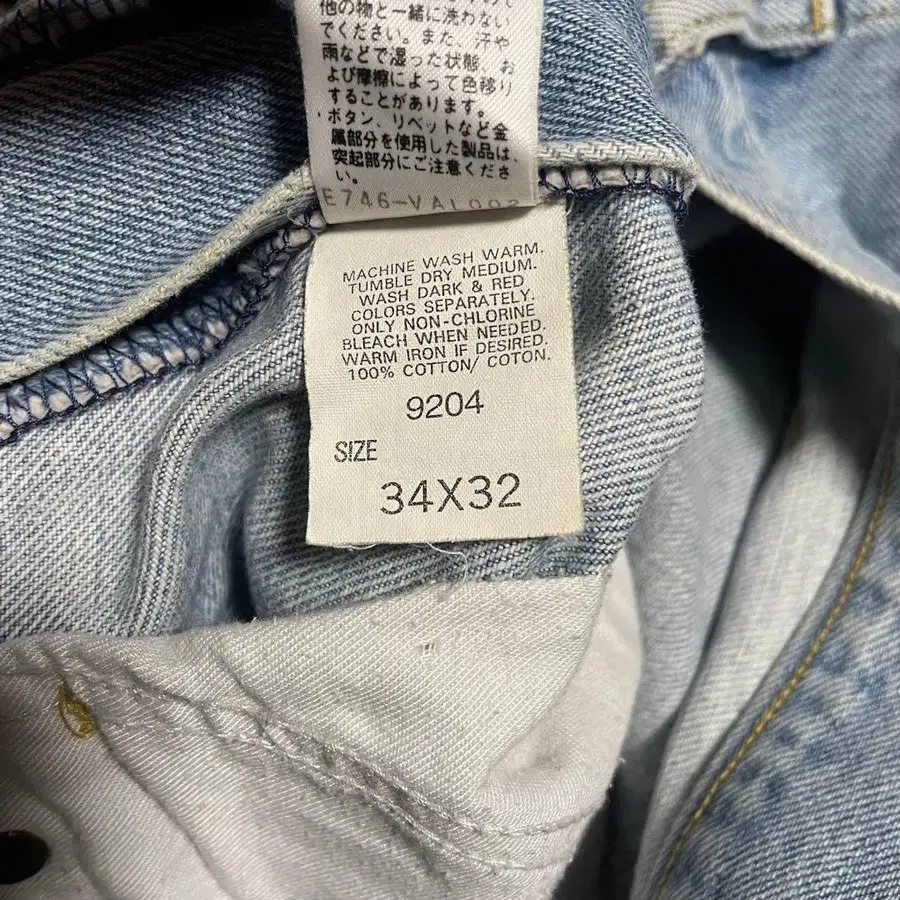 他の物と一緒に洗わない
でください。また、汗や
雨などで湿った状態、お
よび摩擦によって色移り
することがあります。
・ボタン、リベットなど金
属部分を使用した製品は、
突起部分にご注意くださ
い。
E746-VAL002
MACHINE WASH WARM.
TUMBLE DRY MEDIUM.
WASH DARK & RED
COLORS SEPARATELY.
ONLY NON-CHLORINE
BLEACH WHEN NEEDED.
WARM IRON IF DESIRED.
100% COTTON/ COTON.
9204
SIZE
34X32